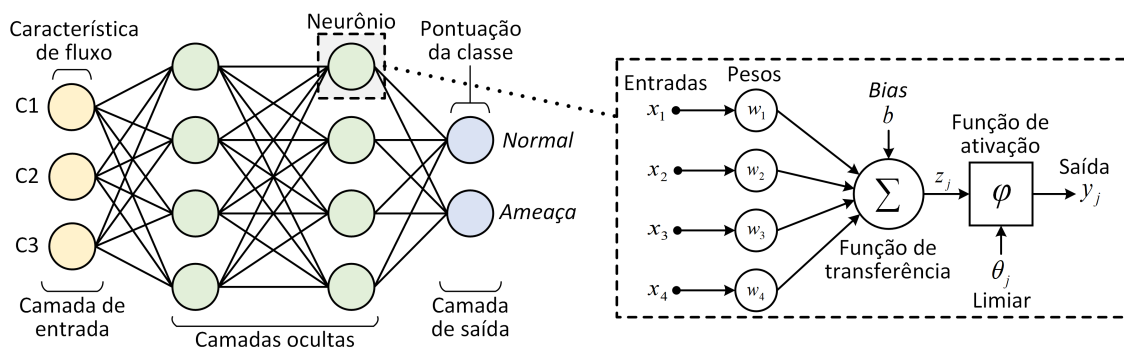 Característica
de fluxo
C1
C2
C3
Camada de
entrada
Camadas ocultas
Neurônio
Pontuação
da classe
Normal
Ameaça
Camada
de saída
Entradas
x₁
x₂
x₃
x₄
Pesos
w₁
w₂
w₃
w₄
Bias
b
Σ
Função de
transferência
zⱼ
Função de
ativação
φ
θⱼ
Limiar
Saída
yⱼ